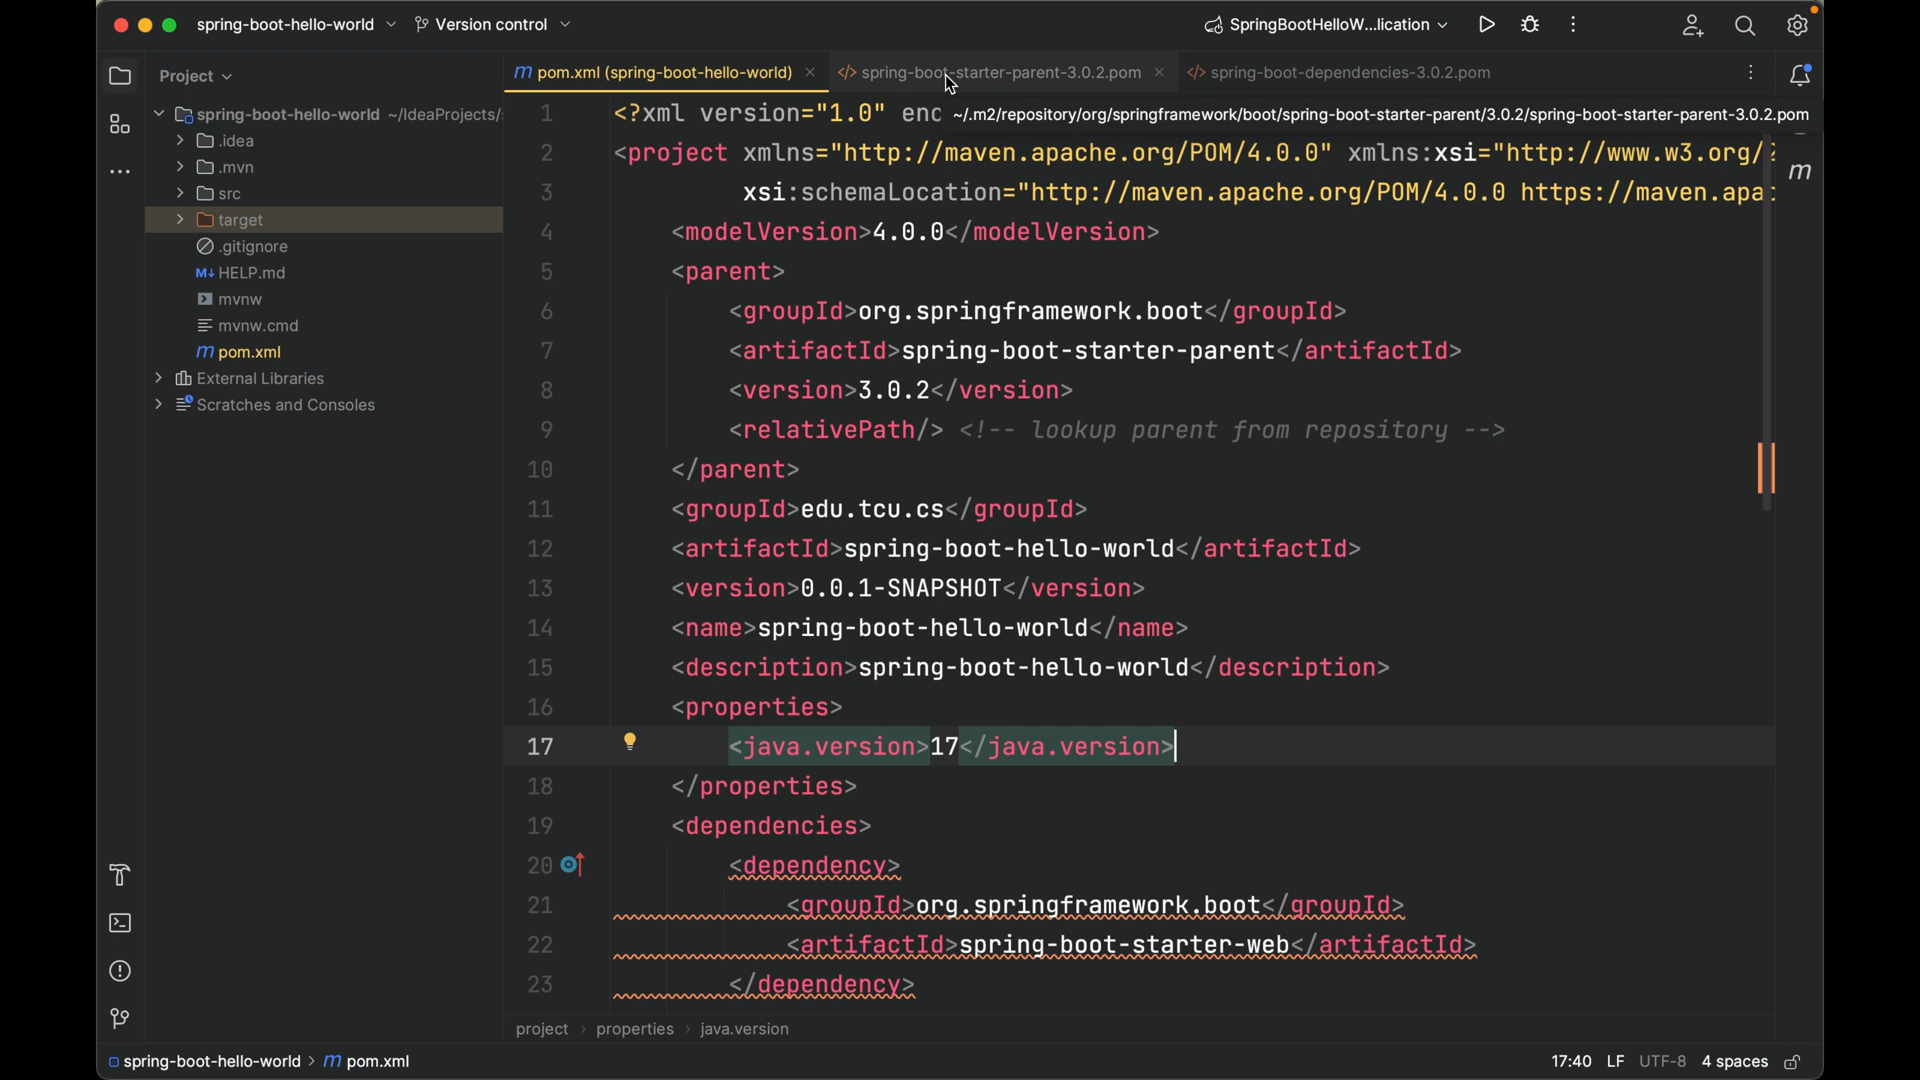 spring-boot-hello-world
Version control
SpringBootHelloW...lication
Project
spring-boot-hello-world ~/IdeaProjects/
.idea
.mvn
src
target
.gitignore
M↓ HELP.md
mvnw
mvnw.cmd
m pom.xml
External Libraries
Scratches and Consoles
m pom.xml (spring-boot-hello-world)
</> spring-boot-starter-parent-3.0.2.pom
</> spring-boot-dependencies-3.0.2.pom
~/.m2/repository/org/springframework/boot/spring-boot-starter-parent/3.0.2/spring-boot-starter-parent-3.0.2.pom
m
1 <?xml version="1.0" enc
2 <project xmlns="http://maven.apache.org/POM/4.0.0" xmlns:xsi="http://www.w3.org/2
3 xsi:schemaLocation="http://maven.apache.org/POM/4.0.0 https://maven.apa
4 <modelVersion>4.0.0</modelVersion>
5 <parent>
6 <groupId>org.springframework.boot</groupId>
7 <artifactId>spring-boot-starter-parent</artifactId>
8 <version>3.0.2</version>
9 <relativePath/> <!-- lookup parent from repository -->
10 </parent>
11 <groupId>edu.tcu.cs</groupId>
12 <artifactId>spring-boot-hello-world</artifactId>
13 <version>0.0.1-SNAPSHOT</version>
14 <name>spring-boot-hello-world</name>
15 <description>spring-boot-hello-world</description>
16 <properties>
17 <java.version>17</java.version>
18 </properties>
19 <dependencies>
20 <dependency>
21 <groupId>org.springframework.boot</groupId>
22 <artifactId>spring-boot-starter-web</artifactId>
23 </dependency>
project › properties › java.version
spring-boot-hello-world > m pom.xml
17:40 LF UTF-8 4 spaces